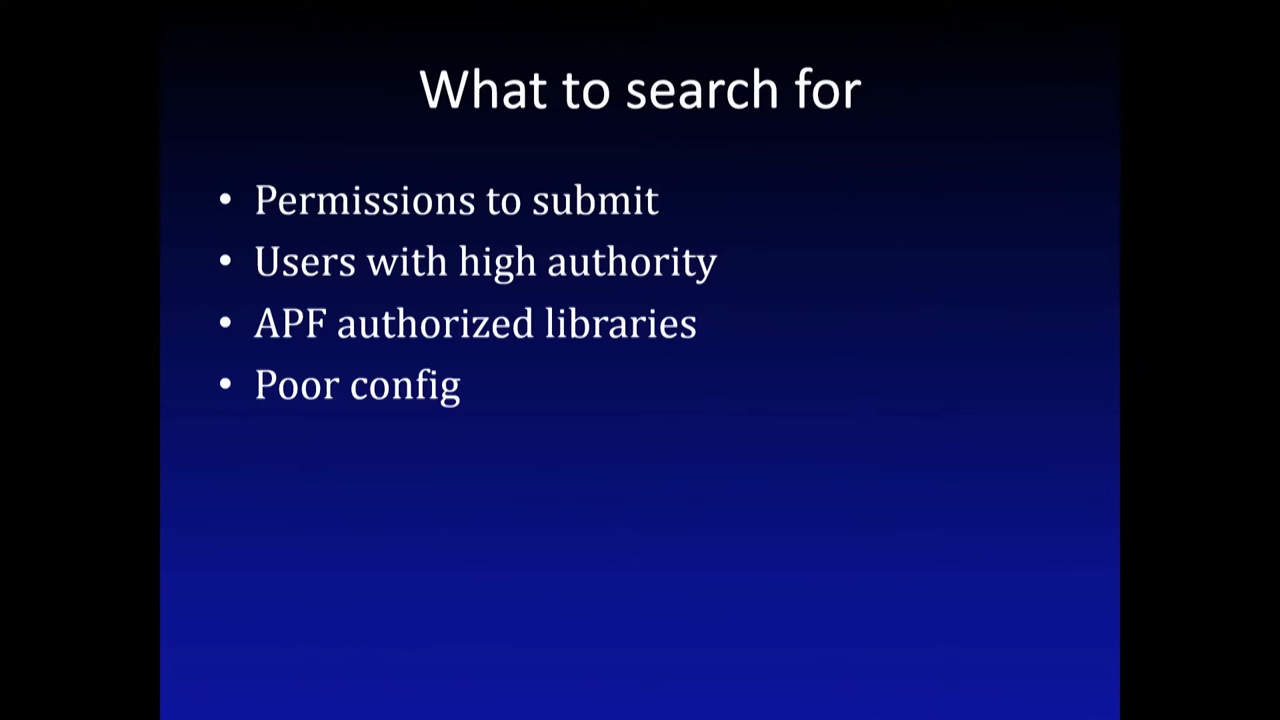 What to search for
• Permissions to submit
• Users with high authority
• APF authorized libraries
• Poor config